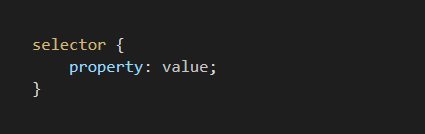 selector {
    property: value;
}